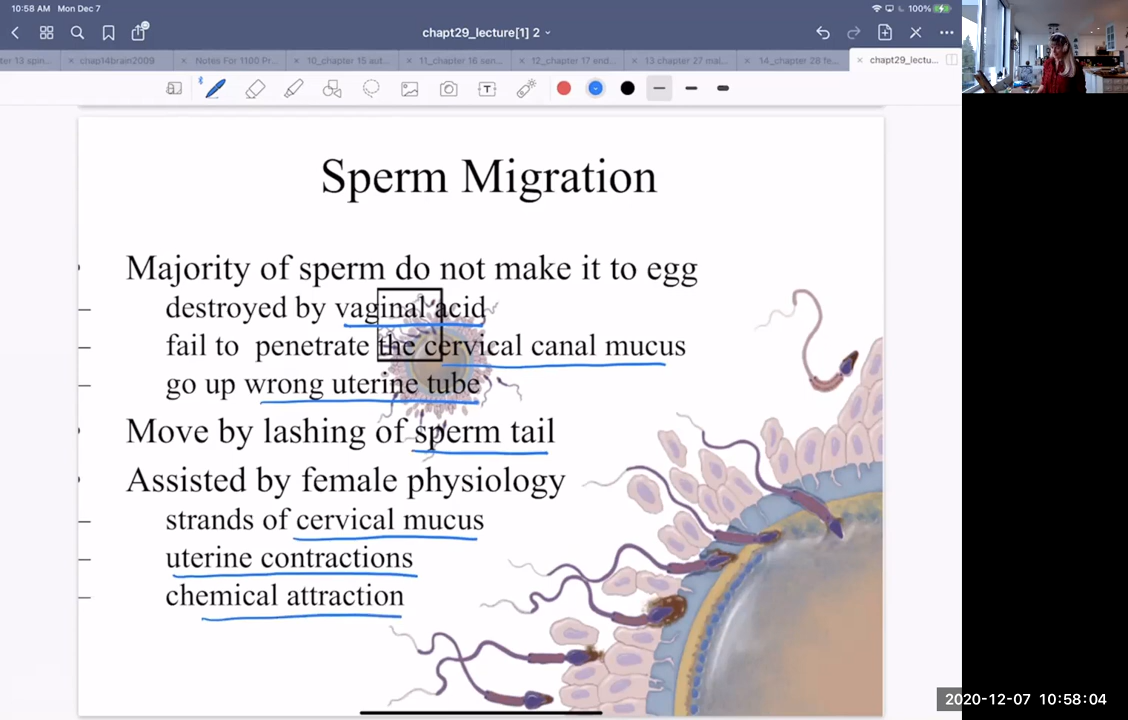 10:58 AM Mon Dec 7
100%
chapt29_lecture[1] 2
ter 13 spin...
chap14brain2009
Notes For 1100 Pr...
10_chapter 15 aut...
11_chapter 16 sen...
12_chapter 17 end...
13 chapter 27 mal...
14_chapter 28 fe...
chapt29_lectu...
T
Sperm Migration
Majority of sperm do not make it to egg
destroyed by vaginal acid
fail to penetrate the cervical canal mucus
go up wrong uterine tube
Move by lashing of sperm tail
Assisted by female physiology
strands of cervical mucus
uterine contractions
chemical attraction
2020-12-07 10:58:04